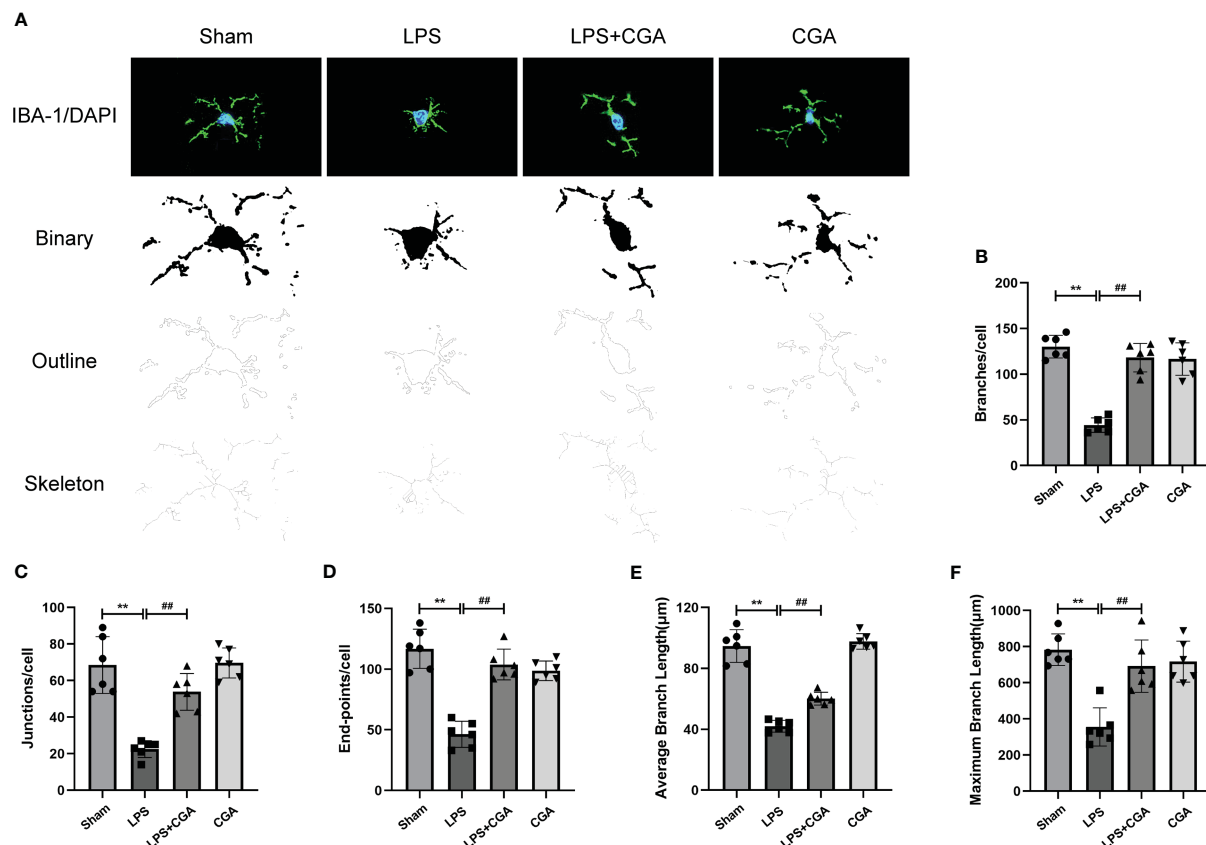 A
Sham LPS LPS+CGA CGA
IBA-1/DAPI
Binary
Outline
Skeleton
B
Branches/cell
200
150
100
50
0
** ##
Sham LPS LPS+CGA CGA
C
Junctions/cell
100
80
60
40
20
0
** ##
Sham LPS LPS+CGA CGA
D
End-points/cell
150
100
50
0
** ##
Sham LPS LPS+CGA CGA
E
Average Branch Length(μm)
120
80
40
0
** ##
Sham LPS LPS+CGA CGA
F
Maximum Branch Length(μm)
1000
800
600
400
200
0
** ##
Sham LPS LPS+CGA CGA